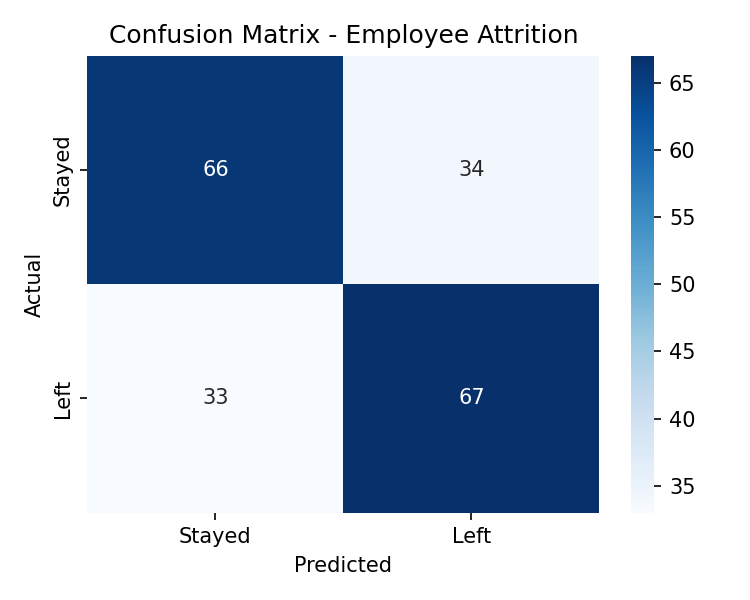 Confusion Matrix - Employee Attrition
Actual
Stayed
66
34
Left
33
67
Stayed
Left
Predicted
65
60
55
50
45
40
35